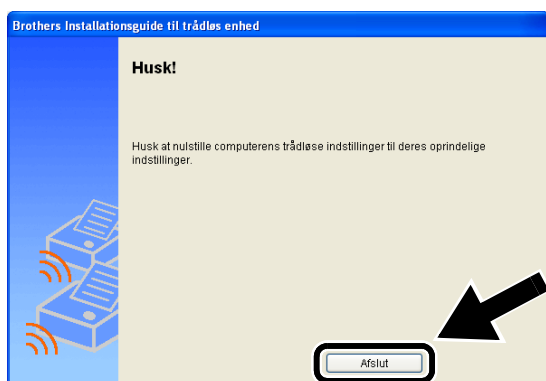 Brothers Installationsguide til trådløs enhed
Husk!
Husk at nulstille computerens trådløse indstillinger til deres oprindelige
indstillinger.
Afslut